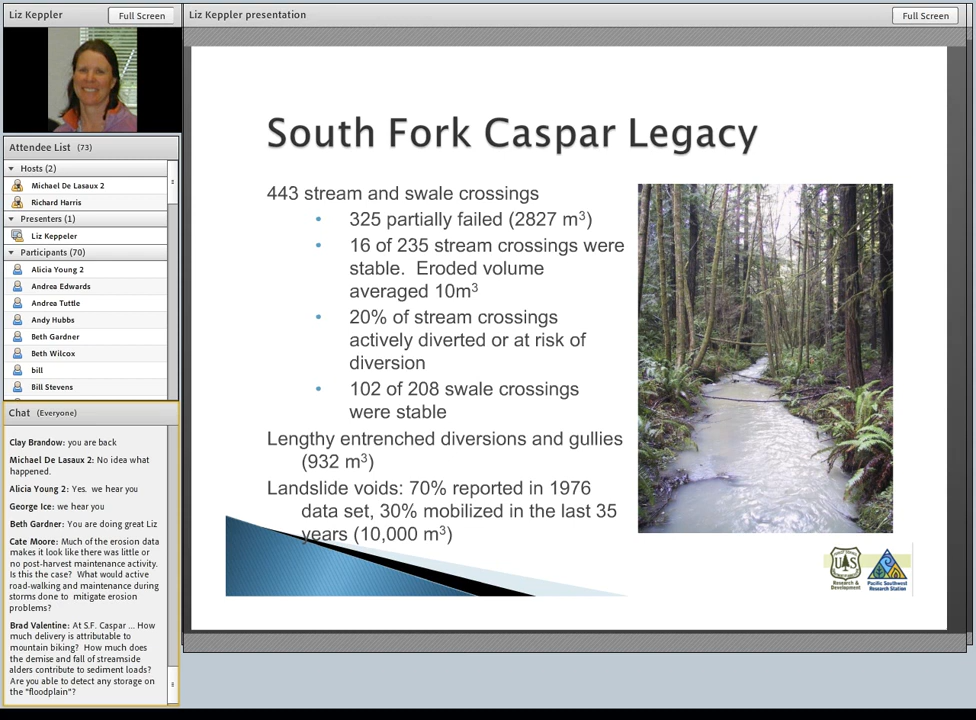 Liz Keppler
Full Screen
Liz Keppler presentation
Full Screen
Attendee List (73)
Hosts (2)
Michael De Lasaux 2
Richard Harris
Presenters (1)
Liz Keppeler
Participants (70)
Alicia Young 2
Andrea Edwards
Andrea Tuttle
Andy Hubbs
Beth Gardner
Beth Wilcox
bill
Bill Stevens
Chat (Everyone)
Clay Brandow: you are back
Michael De Lasaux 2: No idea what
happened.
Alicia Young 2: Yes. we hear you
George Ice: we hear you
Beth Gardner: You are doing great Liz
Cate Moore: Much of the erosion data
makes it look like there was little or
no post-harvest maintenance activity.
Is this the case? What would active
road-walking and maintenance during
storms done to mitigate erosion
problems?
Brad Valentine: At S.F. Caspar ... How
much delivery is attributable to
mountain biking? How much does
the demise and fall of streamside
alders contribute to sediment loads?
Are you able to detect any storage on
the "floodplain"?
South Fork Caspar Legacy
443 stream and swale crossings
• 325 partially failed (2827 m³)
• 16 of 235 stream crossings were
stable. Eroded volume
averaged 10m³
• 20% of stream crossings
actively diverted or at risk of
diversion
• 102 of 208 swale crossings
were stable
Lengthy entrenched diversions and gullies
(932 m³)
Landslide voids: 70% reported in 1976
data set, 30% mobilized in the last 35
years (10,000 m³)
UAS
Research &
Development
Pacific Southwest
Research Station